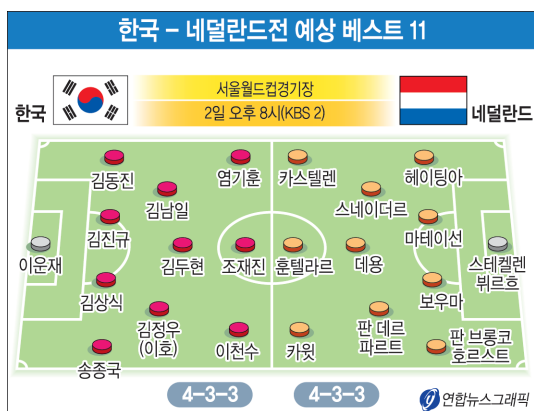 한국 – 네덜란드전 예상 베스트 11
서울월드컵경기장
2일 오후 8시(KBS 2)
한국
네덜란드
김동진
염기훈
카스텔렌
헤이팅아
김남일
스네이더르
김진규
마테이선
이운재
김두현
조재진
훈텔라르
데용
스테켈렌
뷔르흐
김상식
보우마
김정우
(이호)
이천수
카윗
판 데르
파르트
판 브롱코
호르스트
송종국
4-3-3
4-3-3
연합뉴스그래픽